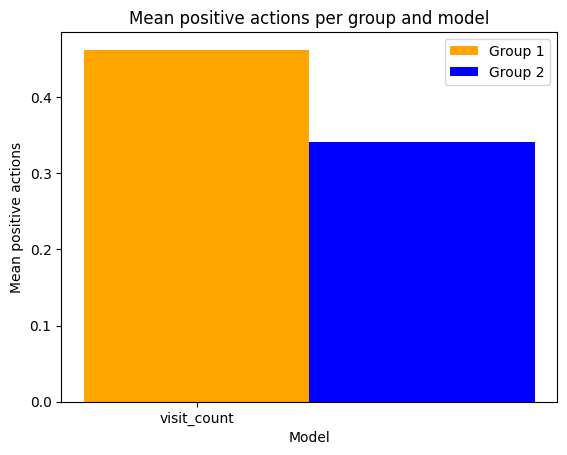 Mean positive actions per group and model
Group 1
Group 2
Mean positive actions
0.4
0.3
0.2
0.1
0.0
visit_count
Model